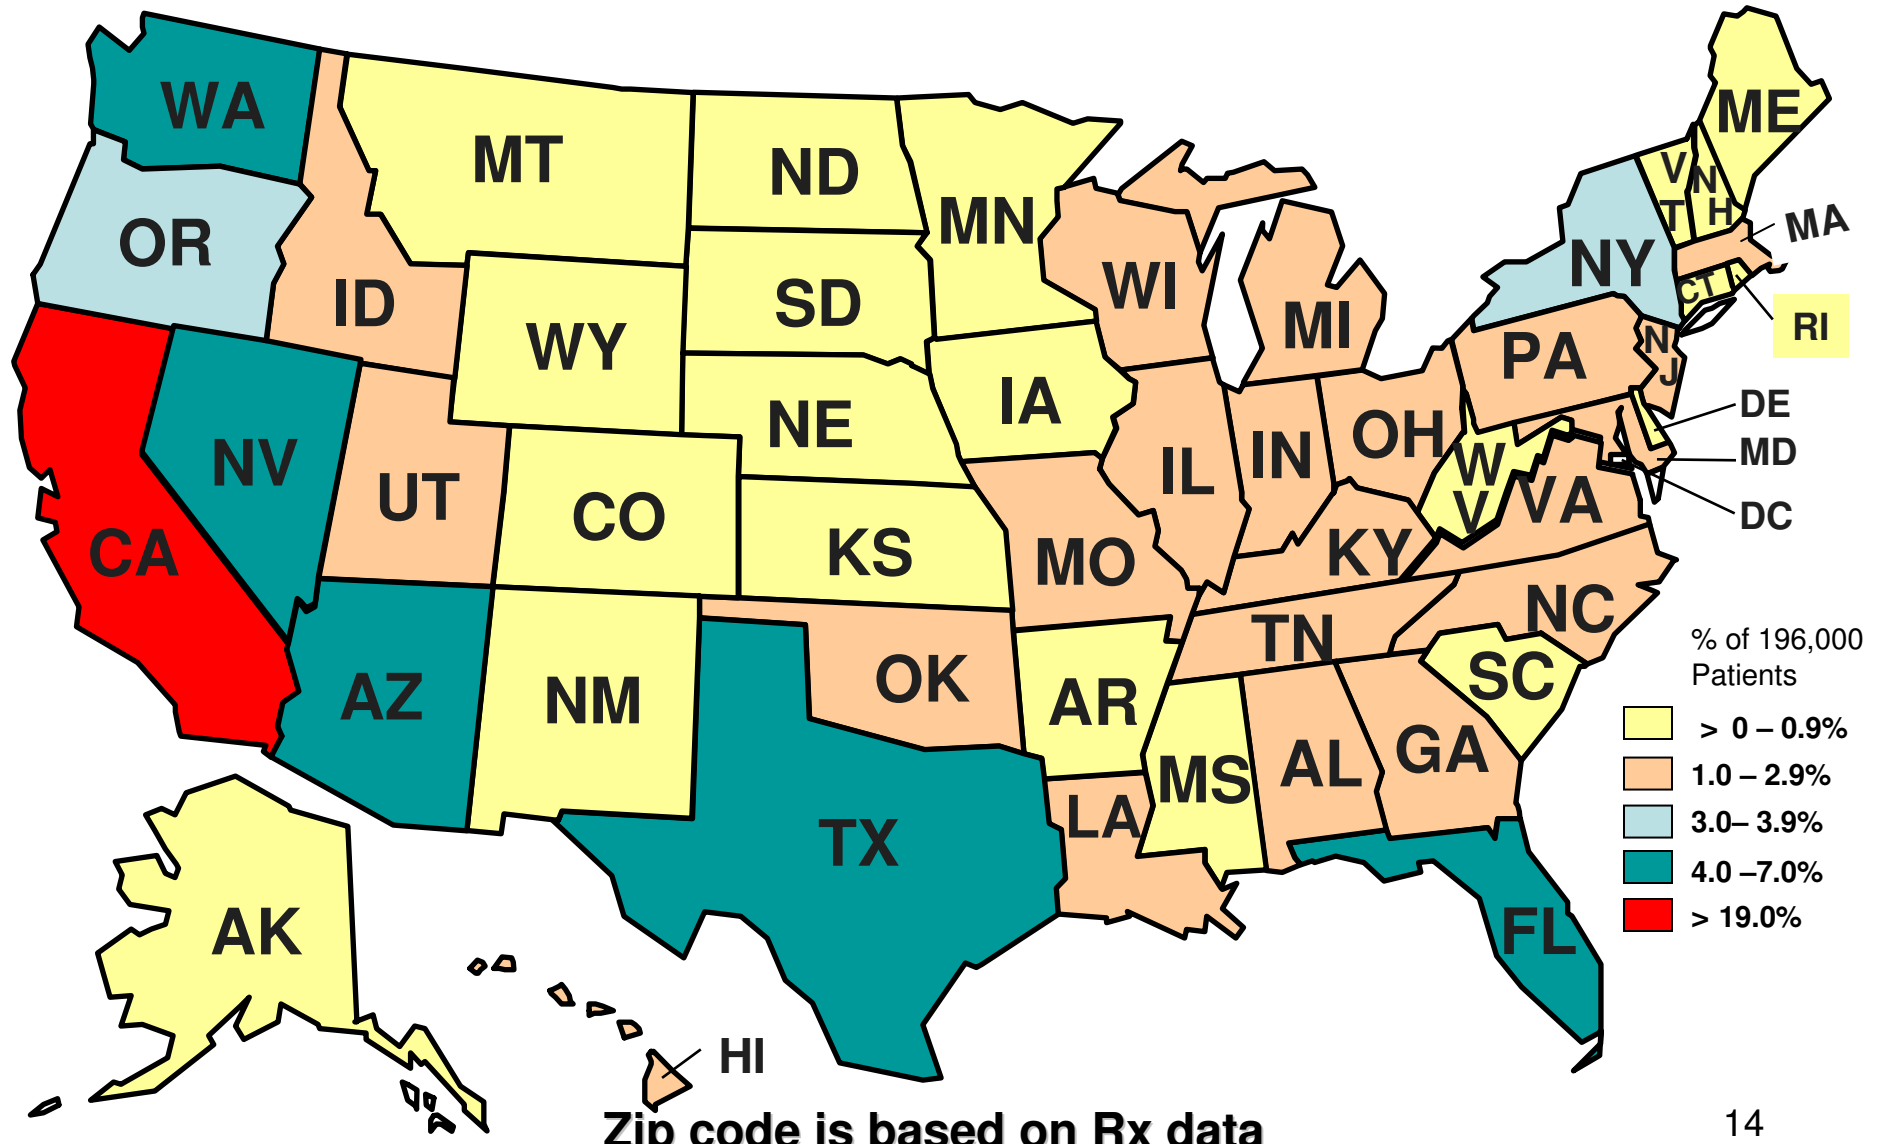 WA
MT
ND
MN
ME
V
T
N
H
MA
OR
ID
SD
WI
MI
NY
CT
RI
WY
IA
PA
N
J
NE
NV
UT
CO
KS
IL
IN
OH
W
V
VA
DE
MD
DC
CA
MO
KY
NC
TN
SC
AZ
NM
OK
AR
MS
AL
GA
LA
TX
FL
AK
HI
% of 196,000
Patients
> 0 – 0.9%
1.0 – 2.9%
3.0– 3.9%
4.0 –7.0%
> 19.0%
Zip code is based on Rx data
14